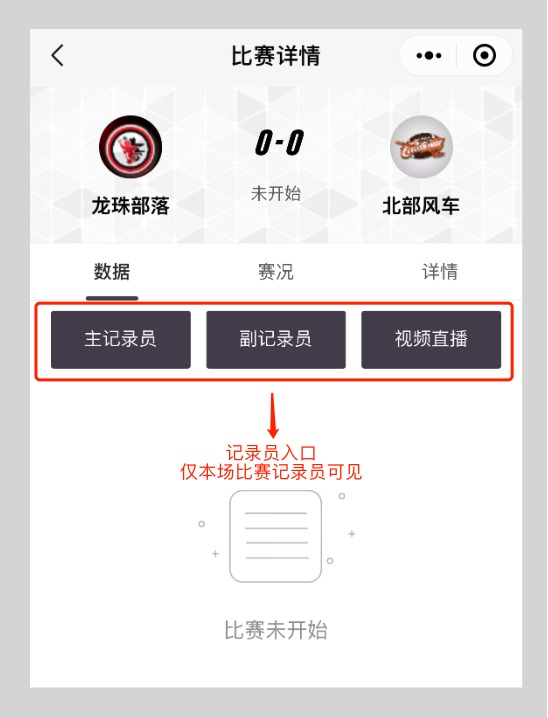 比赛详情
0-0
未开始
龙珠部落
北部风车
数据
赛况
详情
主记录员
副记录员
视频直播
记录员入口
仅本场比赛记录员可见
比赛未开始